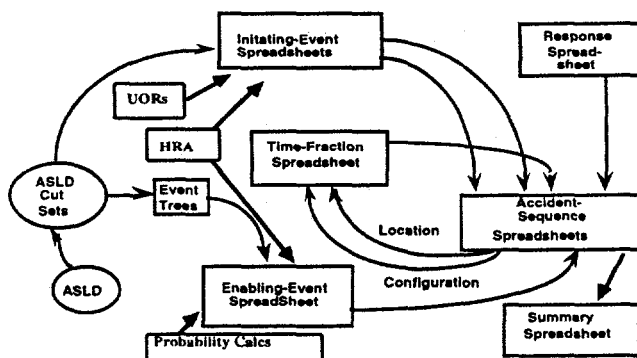 Initating-Event
Spreadsheets
Response
Spread-
sheet
UORs
HRA
Time-Fraction
Spreadsheet
ASLD
Cut
Sets
Event
Trees
Accident-
Sequence
Spreadsheets
Location
Configuration
ASLD
Enabling-Event
SpreadSheet
Summary
Spreadsheet
Probability Calcs